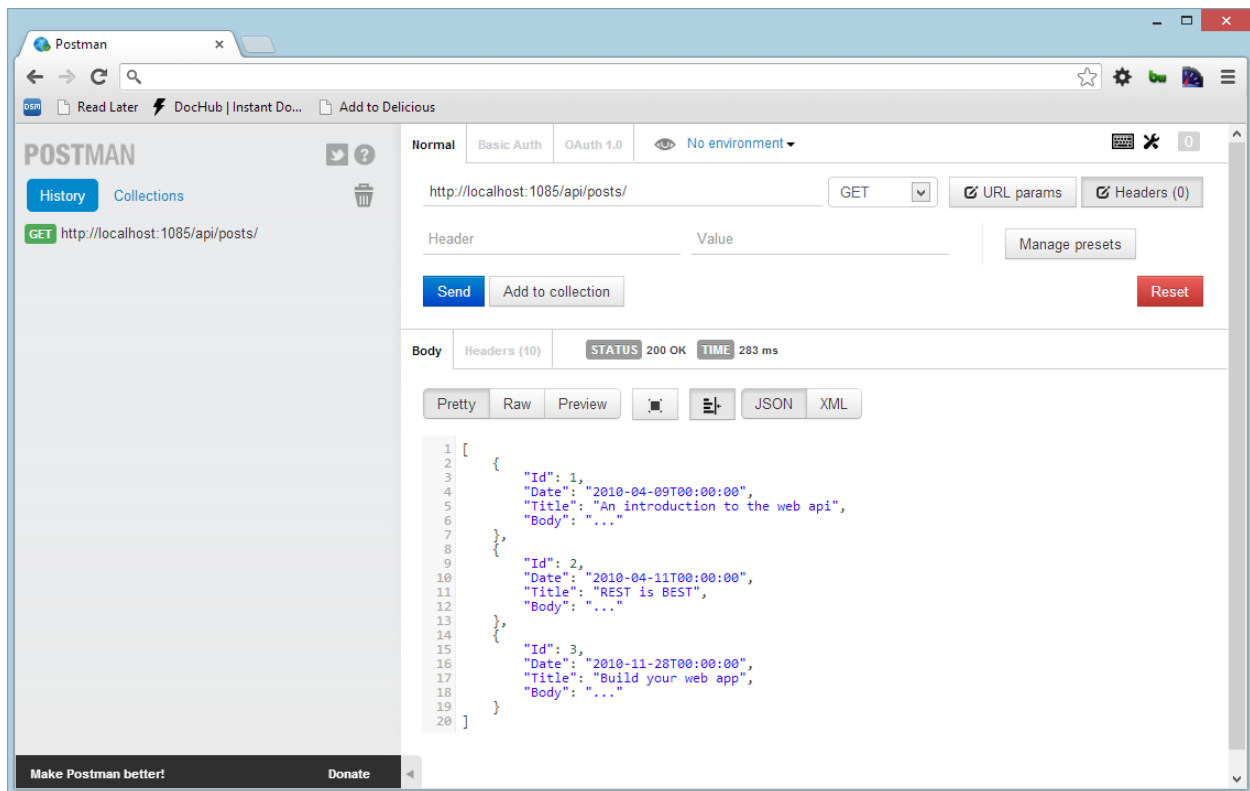 Postman
Read Later DocHub | Instant Do... Add to Delicious
POSTMAN
History Collections
GET http://localhost:1085/api/posts/
Make Postman better! Donate
Normal Basic Auth OAuth 1.0 No environment 0
http://localhost:1085/api/posts/ GET URL params Headers (0)
Header Value Manage presets
Send Add to collection Reset
Body Headers (10) STATUS 200 OK TIME 283 ms
Pretty Raw Preview JSON XML
1 [
2 {
3 "Id": 1,
4 "Date": "2010-04-09T00:00:00",
5 "Title": "An introduction to the web api",
6 "Body": "..."
7 },
8 {
9 "Id": 2,
10 "Date": "2010-04-11T00:00:00",
11 "Title": "REST is BEST",
12 "Body": "..."
13 },
14 {
15 "Id": 3,
16 "Date": "2010-11-28T00:00:00",
17 "Title": "Build your web app",
18 "Body": "..."
19 }
20 ]